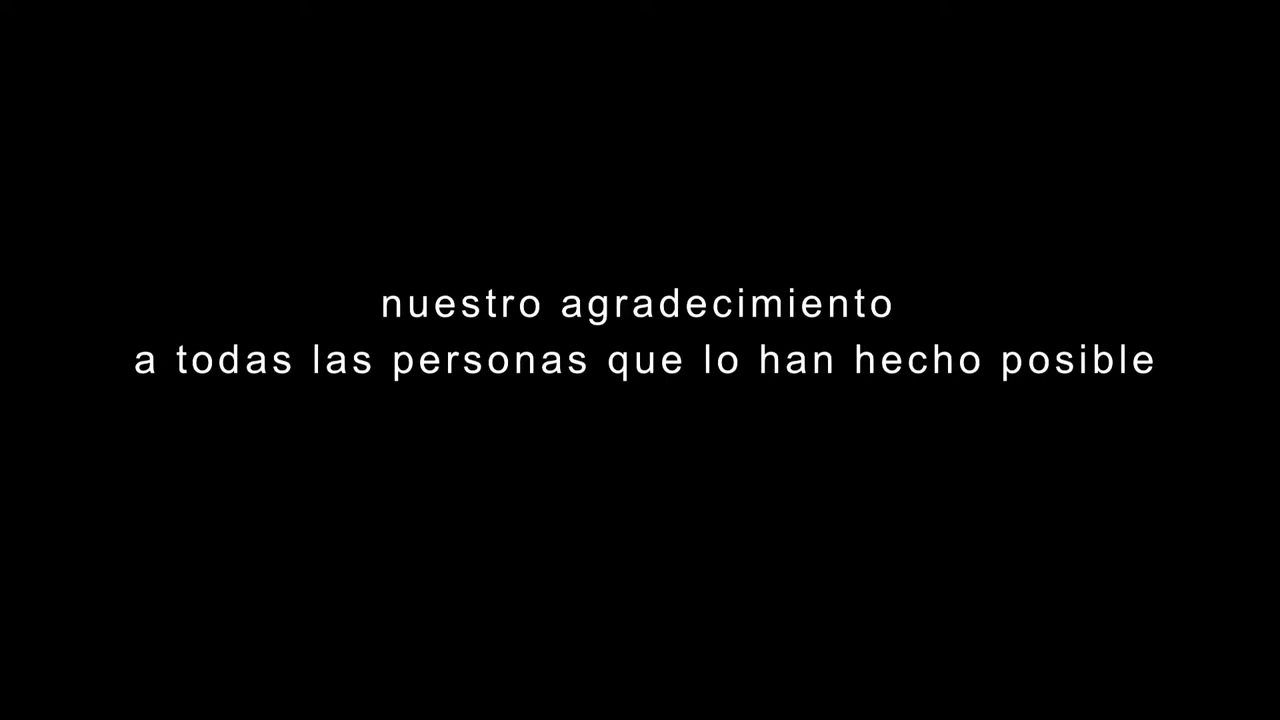 nuestro agradecimiento
a todas las personas que lo han hecho posible